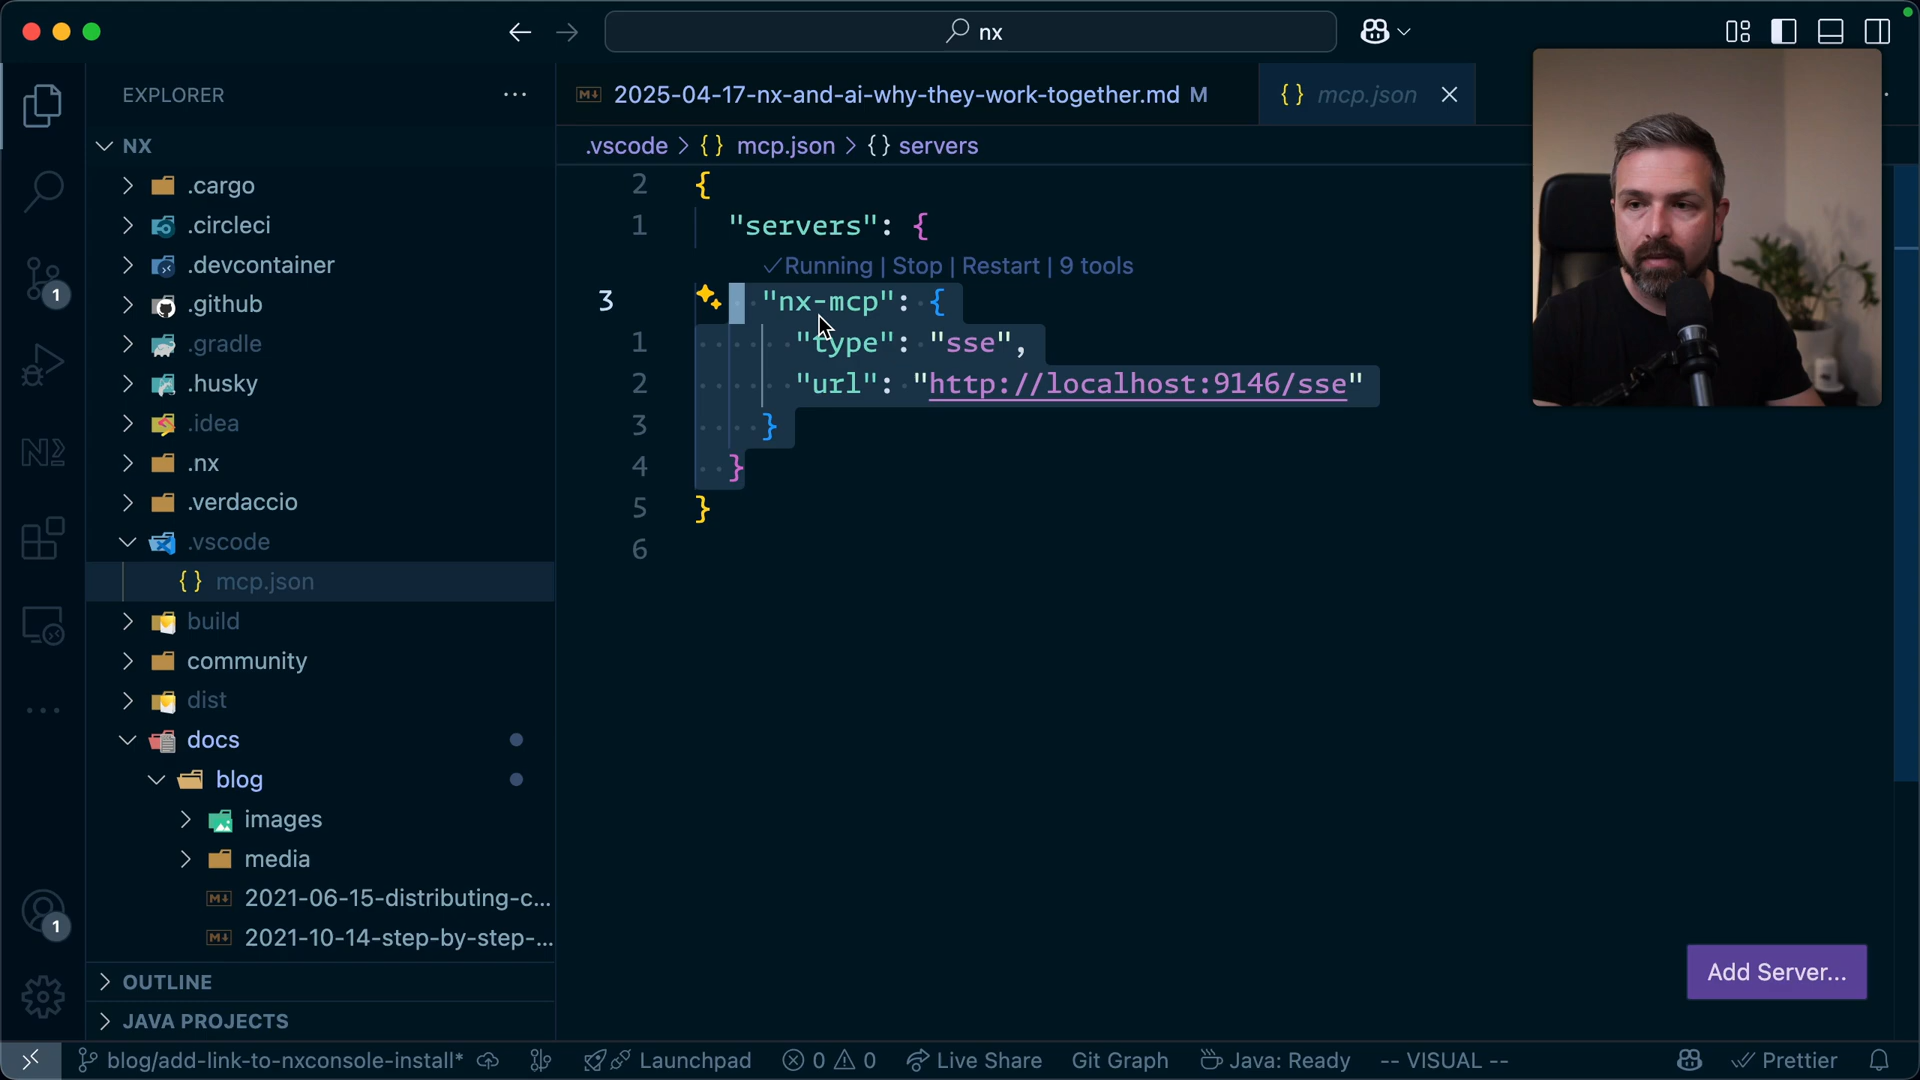 nx
EXPLORER
2025-04-17-nx-and-ai-why-they-work-together.md M
{} mcp.json
NX
.vscode > {} mcp.json > {} servers
.cargo
.circleci
.devcontainer
.github
.gradle
.husky
.idea
.nx
.verdaccio
.vscode
{} mcp.json
build
community
dist
docs
blog
images
media
2021-06-15-distributing-c...
2021-10-14-step-by-step-...
OUTLINE
JAVA PROJECTS
1
1
2 {
1 "servers": {
✓Running | Stop | Restart | 9 tools
3 "nx-mcp": {
1 "type": "sse",
2 "url": "http://localhost:9146/sse"
3 }
4 }
5 }
6
Add Server...
blog/add-link-to-nxconsole-install*
Launchpad
0
0
Live Share
Git Graph
Java: Ready
-- VISUAL --
Prettier